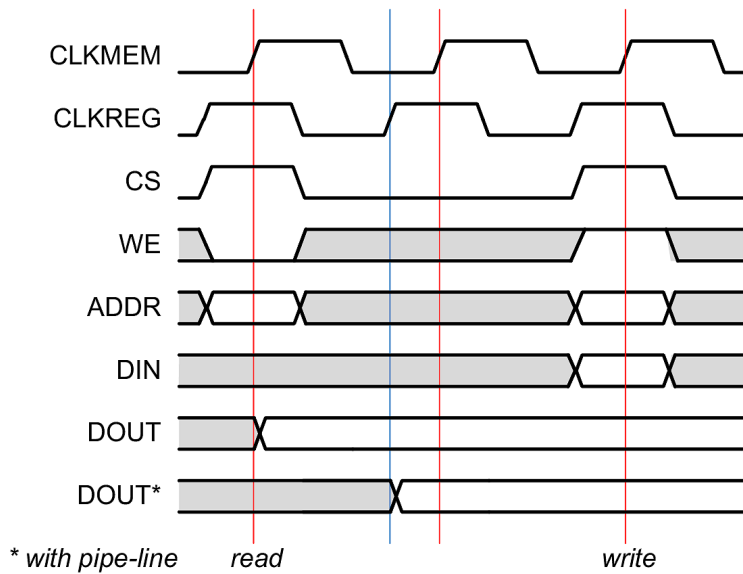 CLKMEM
CLKREG
CS
WE
ADDR
DIN
DOUT
DOUT*
* with pipe-line read write